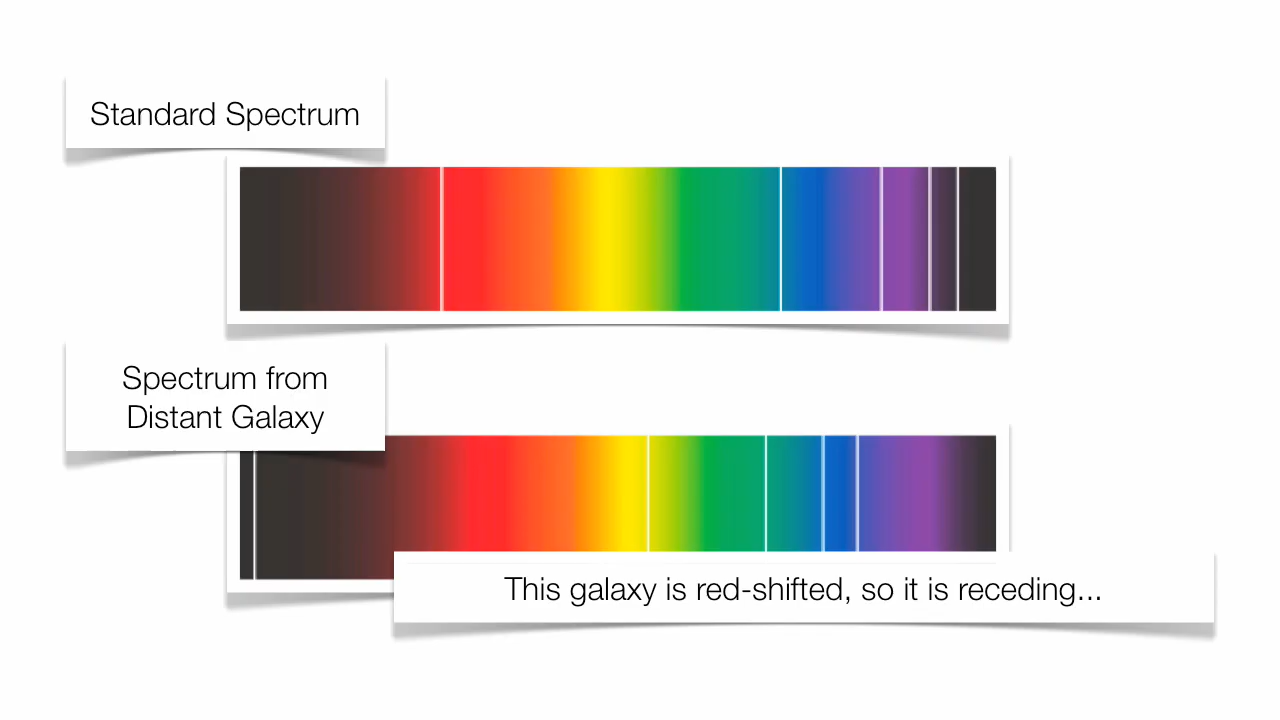 Standard Spectrum
Spectrum from
Distant Galaxy
This galaxy is red-shifted, so it is receding...